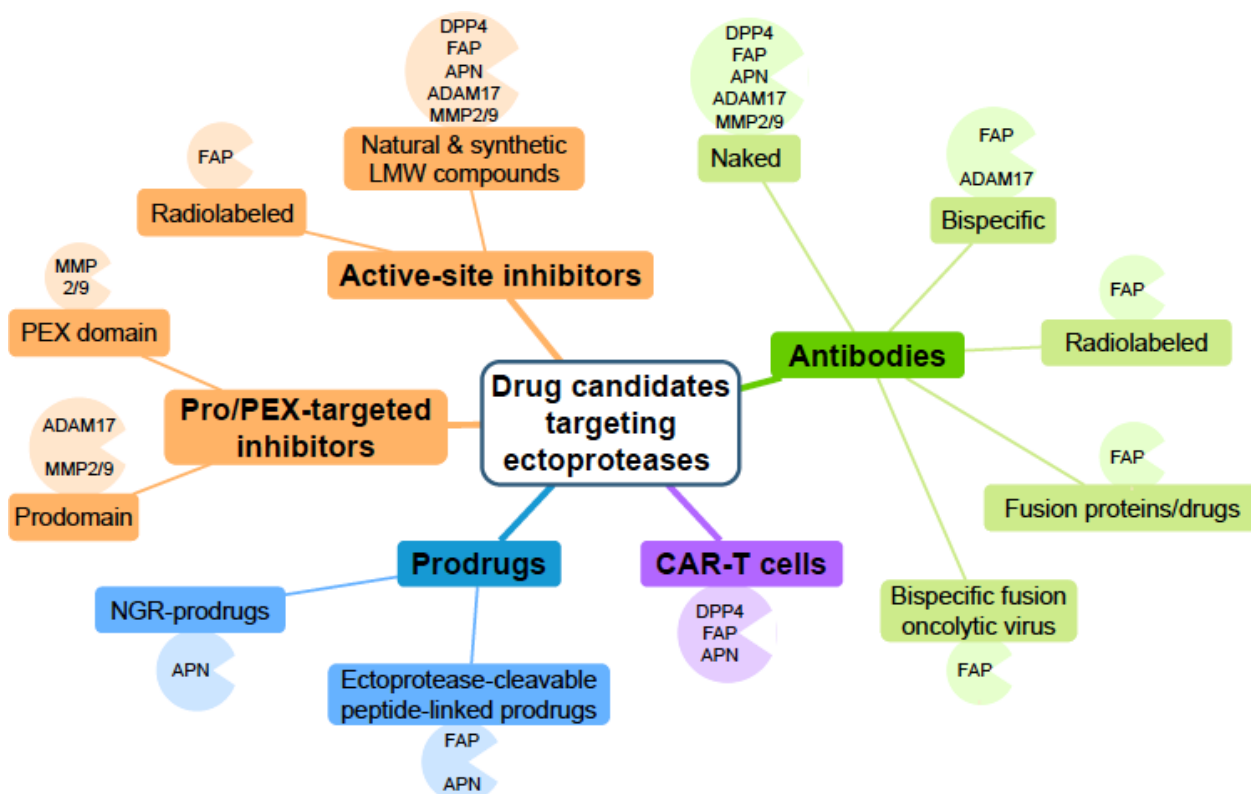 DPP4
FAP
APN
ADAM17
MMP2/9
Natural & synthetic
LMW compounds
FAP
Radiolabeled
Active-site inhibitors
MMP
2/9
PEX domain
Pro/PEX-targeted
inhibitors
ADAM17
MMP2/9
Prodomain
Drug candidates
targeting
ectoproteases
DPP4
FAP
APN
ADAM17
MMP2/9
Naked
FAP
ADAM17
Bispecific
FAP
Radiolabeled
Antibodies
FAP
Fusion proteins/drugs
Bispecific fusion
oncolytic virus
FAP
Prodrugs
NGR-prodrugs
APN
Ectoprotease-cleavable
peptide-linked prodrugs
FAP
APN
CAR-T cells
DPP4
FAP
APN